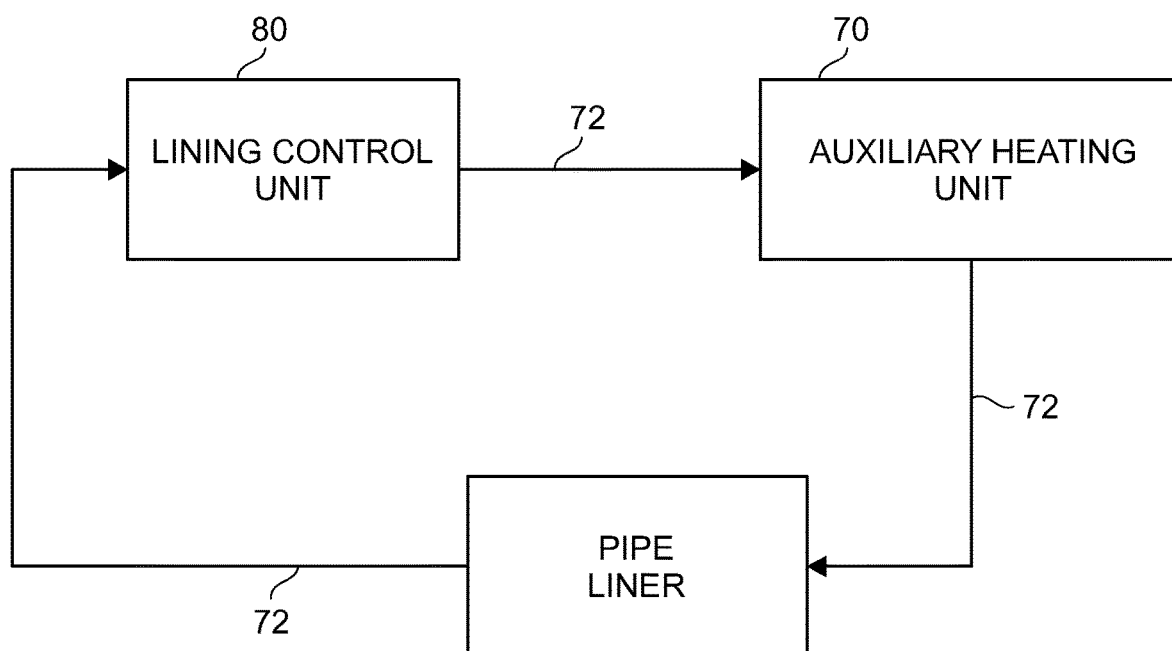 80
70
LINING CONTROL
UNIT
72
AUXILIARY HEATING
UNIT
72
PIPE
LINER
72